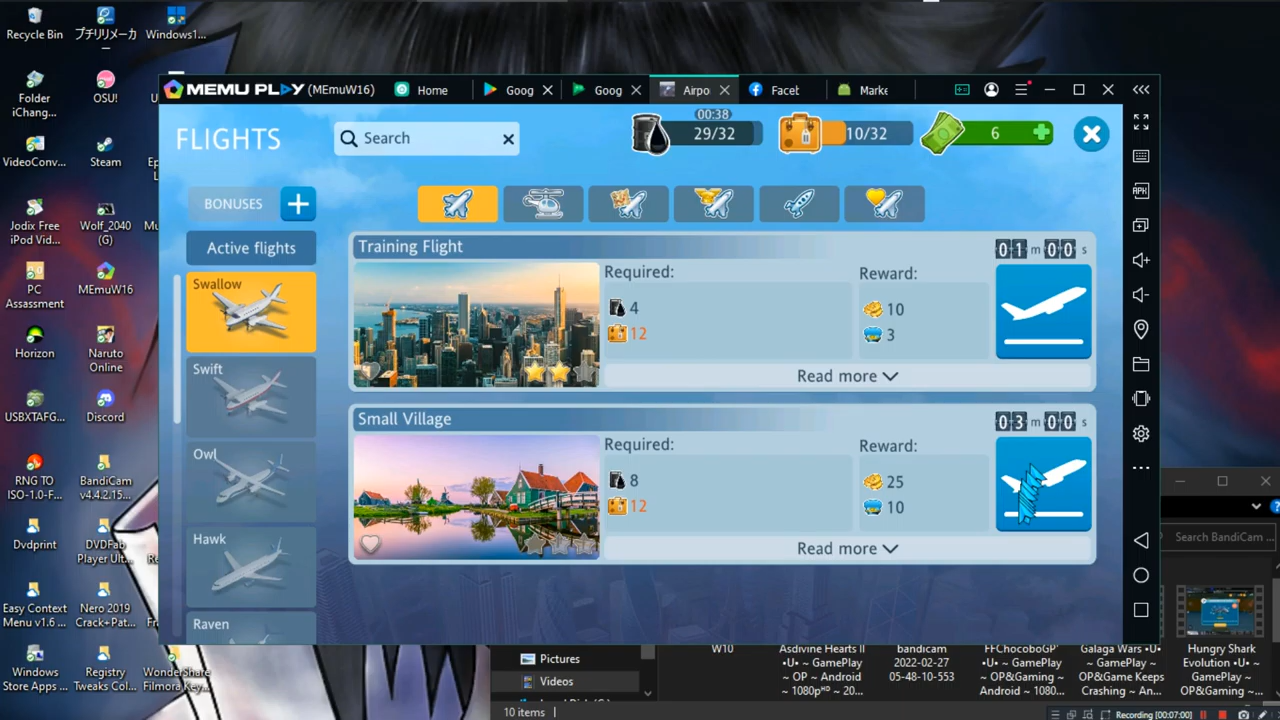 Recycle Bin
プチリリメーカー
Windows1...
Folder
iChang...
OSU!
VideoConv...
Steam
Jodix Free
iPod Vid...
Wolf_2040
(G)
PC
Assassment
MEmuW16
Horizon
Naruto
Online
USBXTAFG...
Discord
RNG TO
ISO-1.0-F...
BandiCam
v4.4.2.15...
Dvdprint
DVDFab
Player Ult...
Easy Context
Menu v1.6 ...
Nero 2019
Crack+Pat...
Windows
Store Apps ...
Registry
Tweaks Col...
WonderShare
Filmora Key...
MEMU PLAY (MEmuW16)
Home
Goog
Goog
Airpo
Faceb
Marke
FLIGHTS
Search
00:38
29/32
10/32
6
BONUSES
Active flights
Swallow
Swift
Owl
Hawk
Raven
Training Flight
01 m 00 s
Required:
Reward:
4
10
12
3
Read more
Small Village
03 m 00 s
Required:
Reward:
8
25
12
10
Read more
APK
Search BandiCam ...
Pictures
Videos
W10
Asdivine Hearts II
•U• ~ GamePlay
~ OP ~ Android
~ 1080pᴴᴰ ~ 20...
bandicam
2022-02-27
05-48-10-553
FFChocoboGP'
•U• ~ GamePlay
~ OP&Gaming ~
Android ~ 1080...
Galaga Wars •U•
~ GamePlay ~
OP&Game Keeps
Crashing ~ An...
Hungry Shark
Evolution •U• ~
GamePlay ~
OP&Gaming ~...
10 items
Recording [00:07:00]